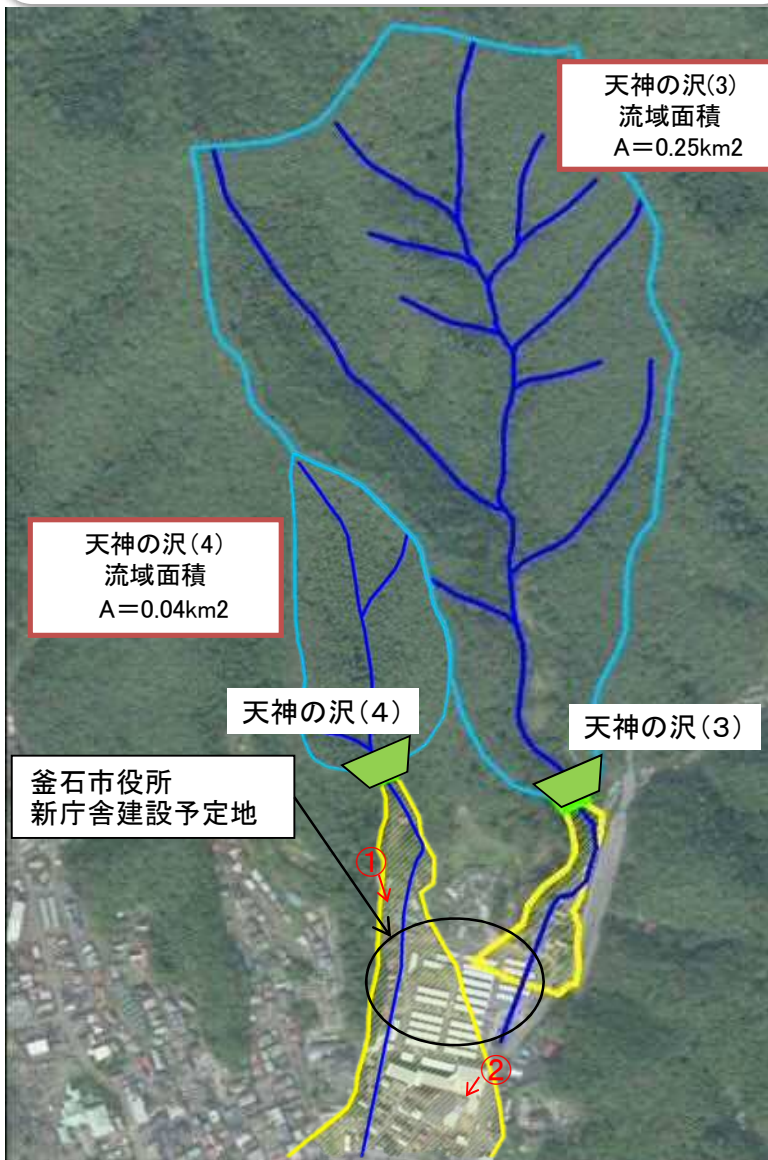 天神の沢(3)
流域面積
A＝0.25km2
天神の沢(4)
流域面積
A＝0.04km2
天神の沢（４）
天神の沢（３）
釜石市役所
新庁舎建設予定地
①
②